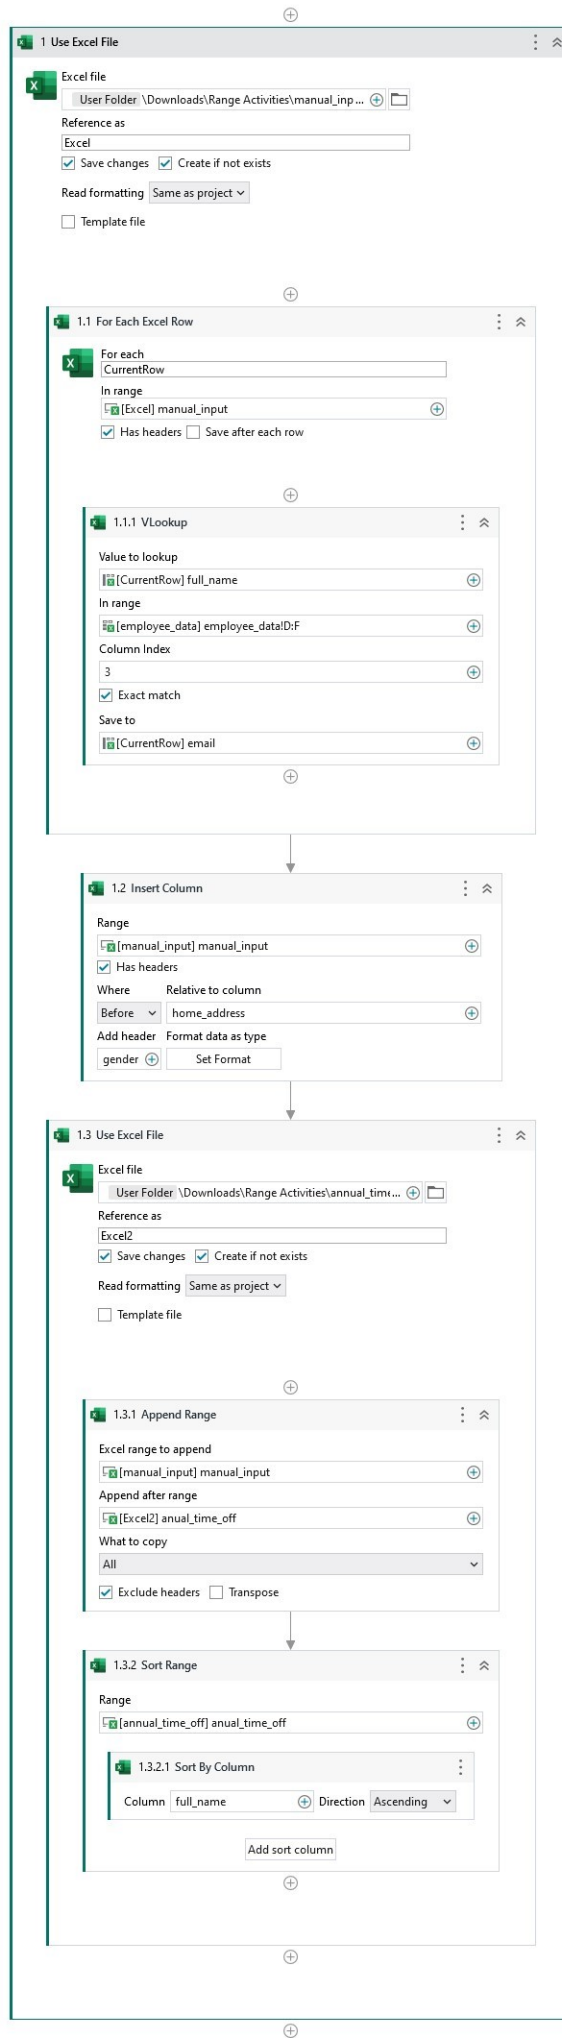 1 Use Excel File
Excel file
User Folder \Downloads\Range Activities\manual_inp ...
Reference as
Excel
Save changes Create if not exists
Read formatting Same as project
Template file
1.1 For Each Excel Row
For each
CurrentRow
In range
[Excel] manual_input
Has headers Save after each row
1.1.1 VLookup
Value to lookup
[CurrentRow] full_name
In range
[employee_data] employee_data!D:F
Column Index
3
Exact match
Save to
[CurrentRow] email
1.2 Insert Column
Range
[manual_input] manual_input
Has headers
Where Relative to column
Before home_address
Add header Format data as type
gender Set Format
1.3 Use Excel File
Excel file
User Folder \Downloads\Range Activities\annual_time...
Reference as
Excel2
Save changes Create if not exists
Read formatting Same as project
Template file
1.3.1 Append Range
Excel range to append
[manual_input] manual_input
Append after range
[Excel2] anual_time_off
What to copy
All
Exclude headers Transpose
1.3.2 Sort Range
Range
[annual_time_off] anual_time_off
1.3.2.1 Sort By Column
Column full_name Direction Ascending
Add sort column